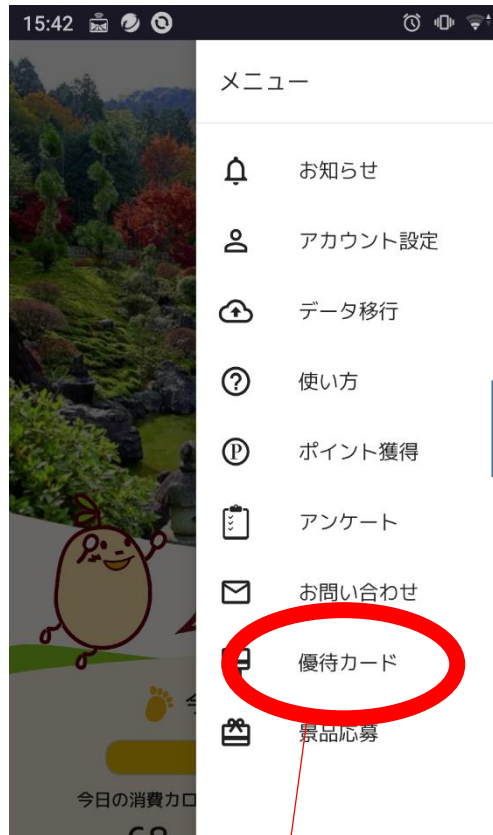 15:42
メニュー
お知らせ
アカウント設定
データ移行
使い方
ポイント獲得
アンケート
お問い合わせ
優待カード
景品応募
今日の消費カロ